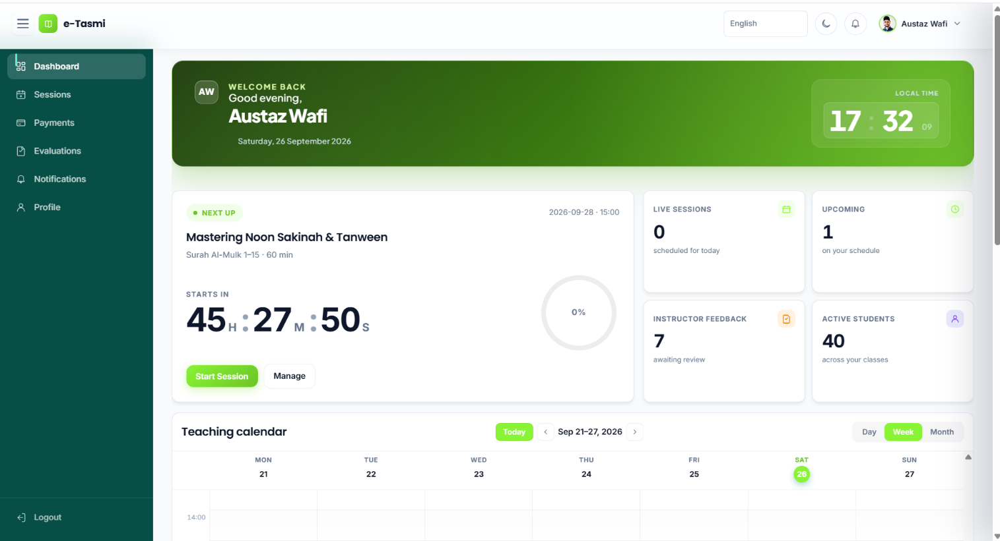 e-Tasmi
English
Austaz Wafi
Dashboard
Sessions
Payments
Evaluations
Notifications
Profile
Logout
AW
WELCOME BACK
Good evening,
Austaz Wafi
Saturday, 26 September 2026
LOCAL TIME
17 : 32 09
NEXT UP
2026-09-28 · 15:00
Mastering Noon Sakinah & Tanween
Surah Al-Mulk 1–15 · 60 min
STARTS IN
45 H : 27 M : 50 S
0%
Start Session
Manage
LIVE SESSIONS
0
scheduled for today
UPCOMING
1
on your schedule
INSTRUCTOR FEEDBACK
7
awaiting review
ACTIVE STUDENTS
40
across your classes
Teaching calendar
Today
Sep 21–27, 2026
Day Week Month
MON TUE WED THU FRI SAT SUN
21 22 23 24 25 26 27
14:00